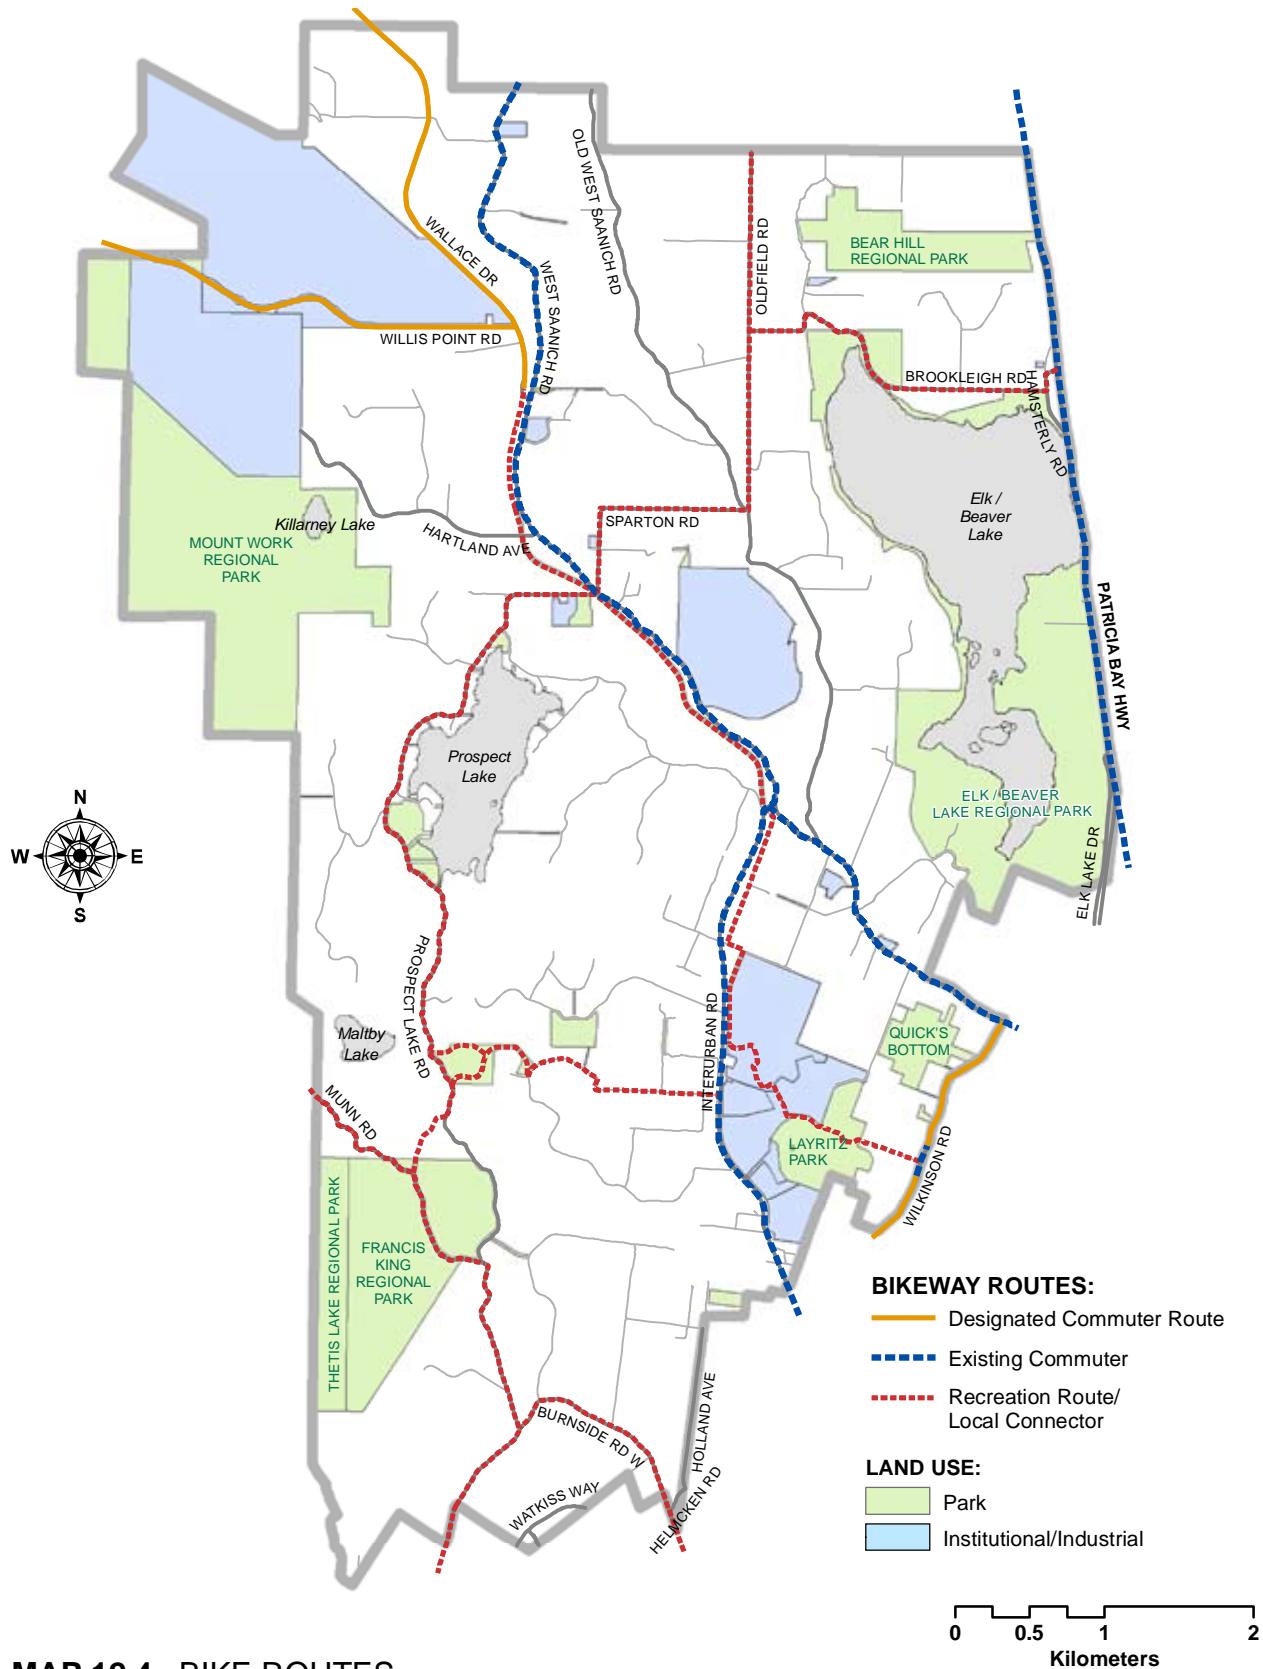 OLD WEST SAANICH RD
WALLACE DR
WEST SAANICH RD
OLDFIELD RD
BEAR HILL
REGIONAL PARK
WILLIS POINT RD
BROOKLEIGH RD
HAMSTERLY RD
Elk /
Beaver
Lake
Killarney Lake
SPARTON RD
HARTLAND AVE
MOUNT WORK
REGIONAL
PARK
PATRICIA BAY HWY
Prospect
Lake
N
W
E
S
ELK / BEAVER
LAKE REGIONAL PARK
ELK LAKE DR
PROSPECT LAKE RD
INTERURBAN RD
Maltby
Lake
QUICK'S
BOTTOM
MUNN RD
LAYRITZ
PARK
WILKINSON RD
THETIS LAKE REGIONAL PARK
FRANCIS
KING
REGIONAL
PARK
BURNSIDE RD W
HOLLAND AVE
WATKISS WAY
HELMCKEN RD
BIKEWAY ROUTES:
Designated Commuter Route
Existing Commuter
Recreation Route/
Local Connector
LAND USE:
Park
Institutional/Industrial
0 0.5 1 2
Kilometers
MAP 12.4 BIKE ROUTES